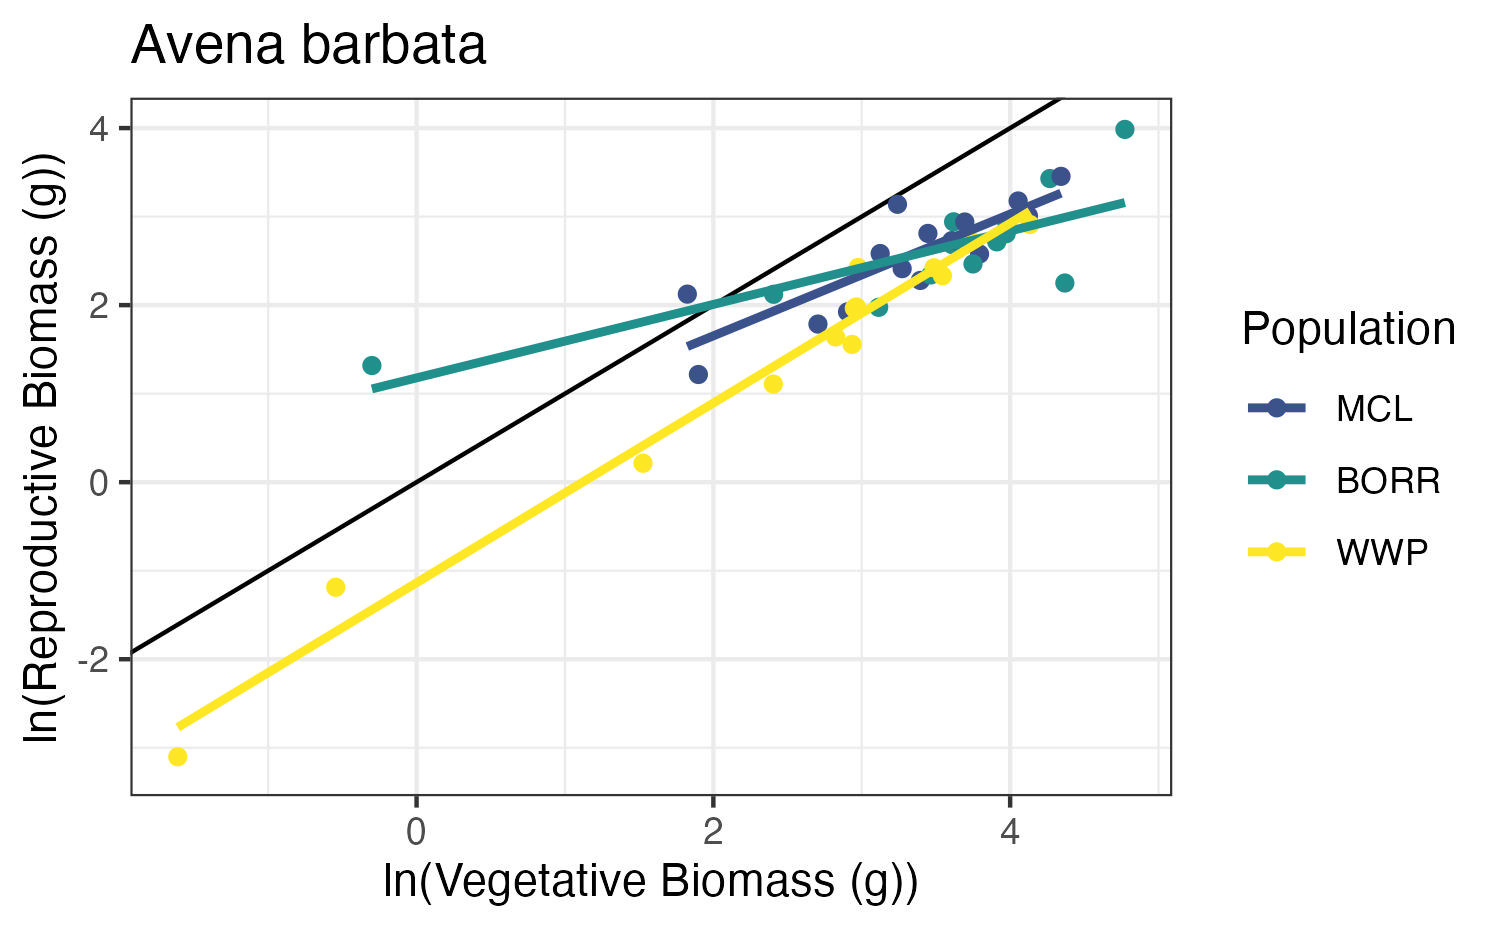 Avena barbata
ln(Reproductive Biomass (g))
4
2
0
-2
0 2 4
ln(Vegetative Biomass (g))
Population
MCL
BORR
WWP